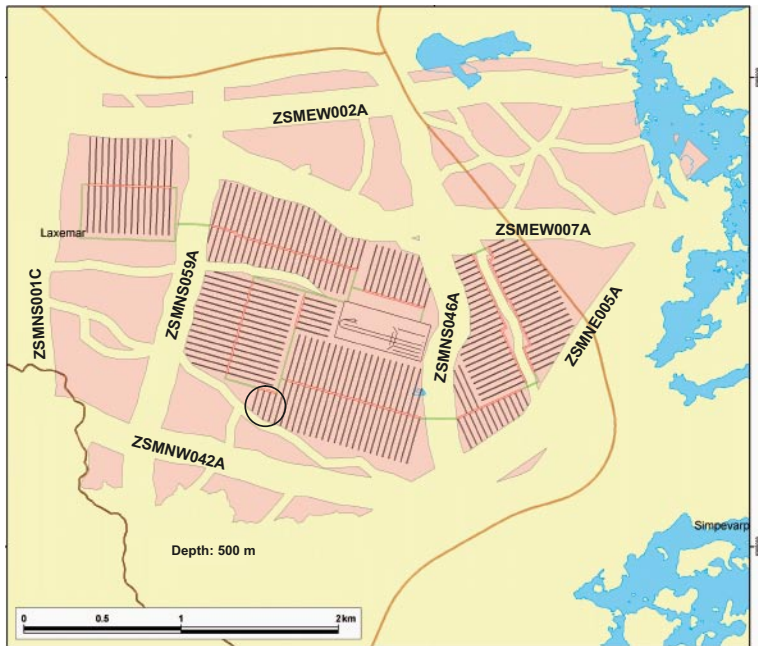 ZSMEW002A
ZSMEW007A
Laxemar
ZSMNS059A
ZSMNS001C
ZSMNS046A
ZSMNE005A
ZSMNW042A
Simpevarp
Depth: 500 m
0 0.5 1 2km